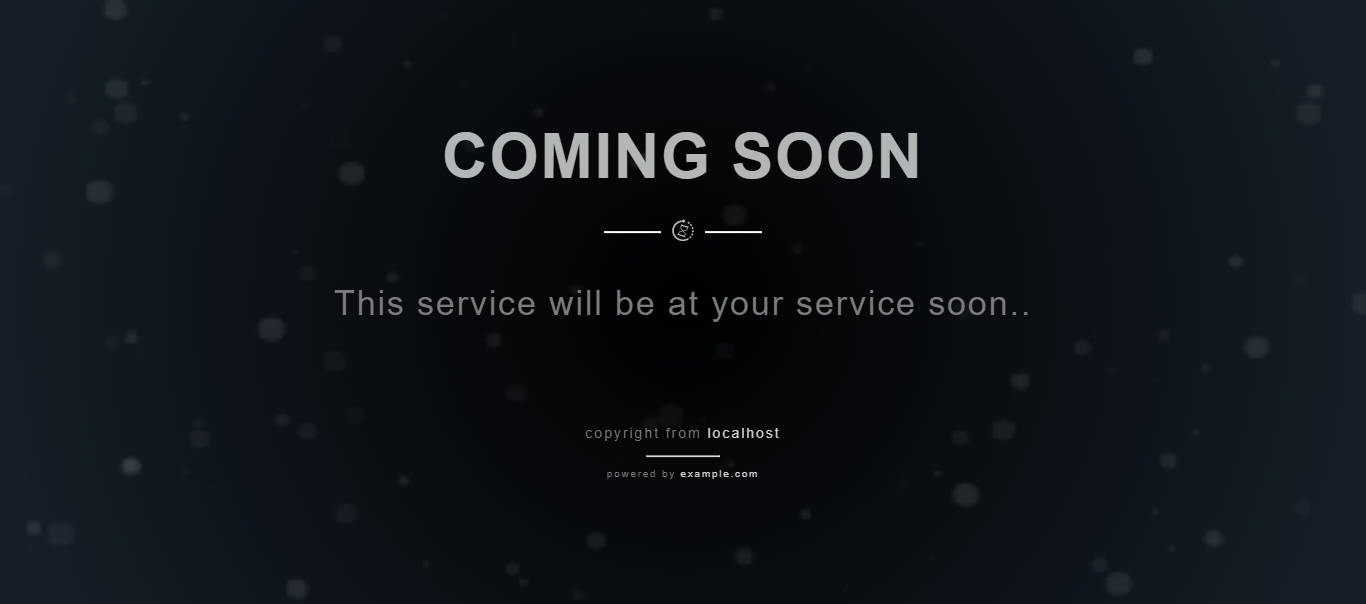 COMING SOON
This service will be at your service soon..
copyright from localhost
powered by example.com